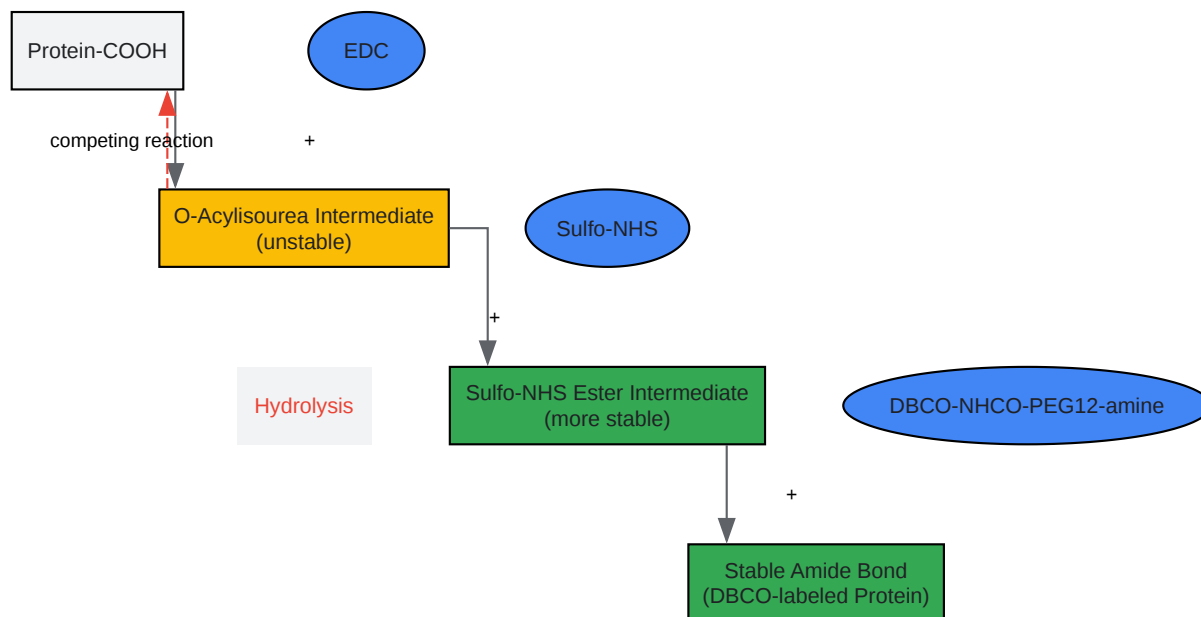 Protein-COOH
EDC
competing reaction
+
O-Acylisourea Intermediate
(unstable)
Sulfo-NHS
+
Hydrolysis
Sulfo-NHS Ester Intermediate
(more stable)
DBCO-NHCO-PEG12-amine
+
Stable Amide Bond
(DBCO-labeled Protein)